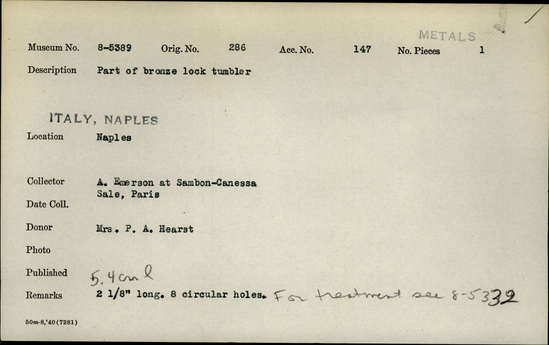 METALS
Museum No. 8-5389 Orig. No. 286 Acc. No. 147 No. Pieces 1
Description Part of bronze lock tumbler
ITALY, NAPLES
Location Naples
Collector A. Emerson at Sambon-Canessa
Sale, Paris
Date Coll.
Donor Mrs. P. A. Hearst
Photo
Published 5.4 cm l
Remarks 2 1/8" long. 8 circular holes. For treatment see 8-5332
50m-8,'40(7281)